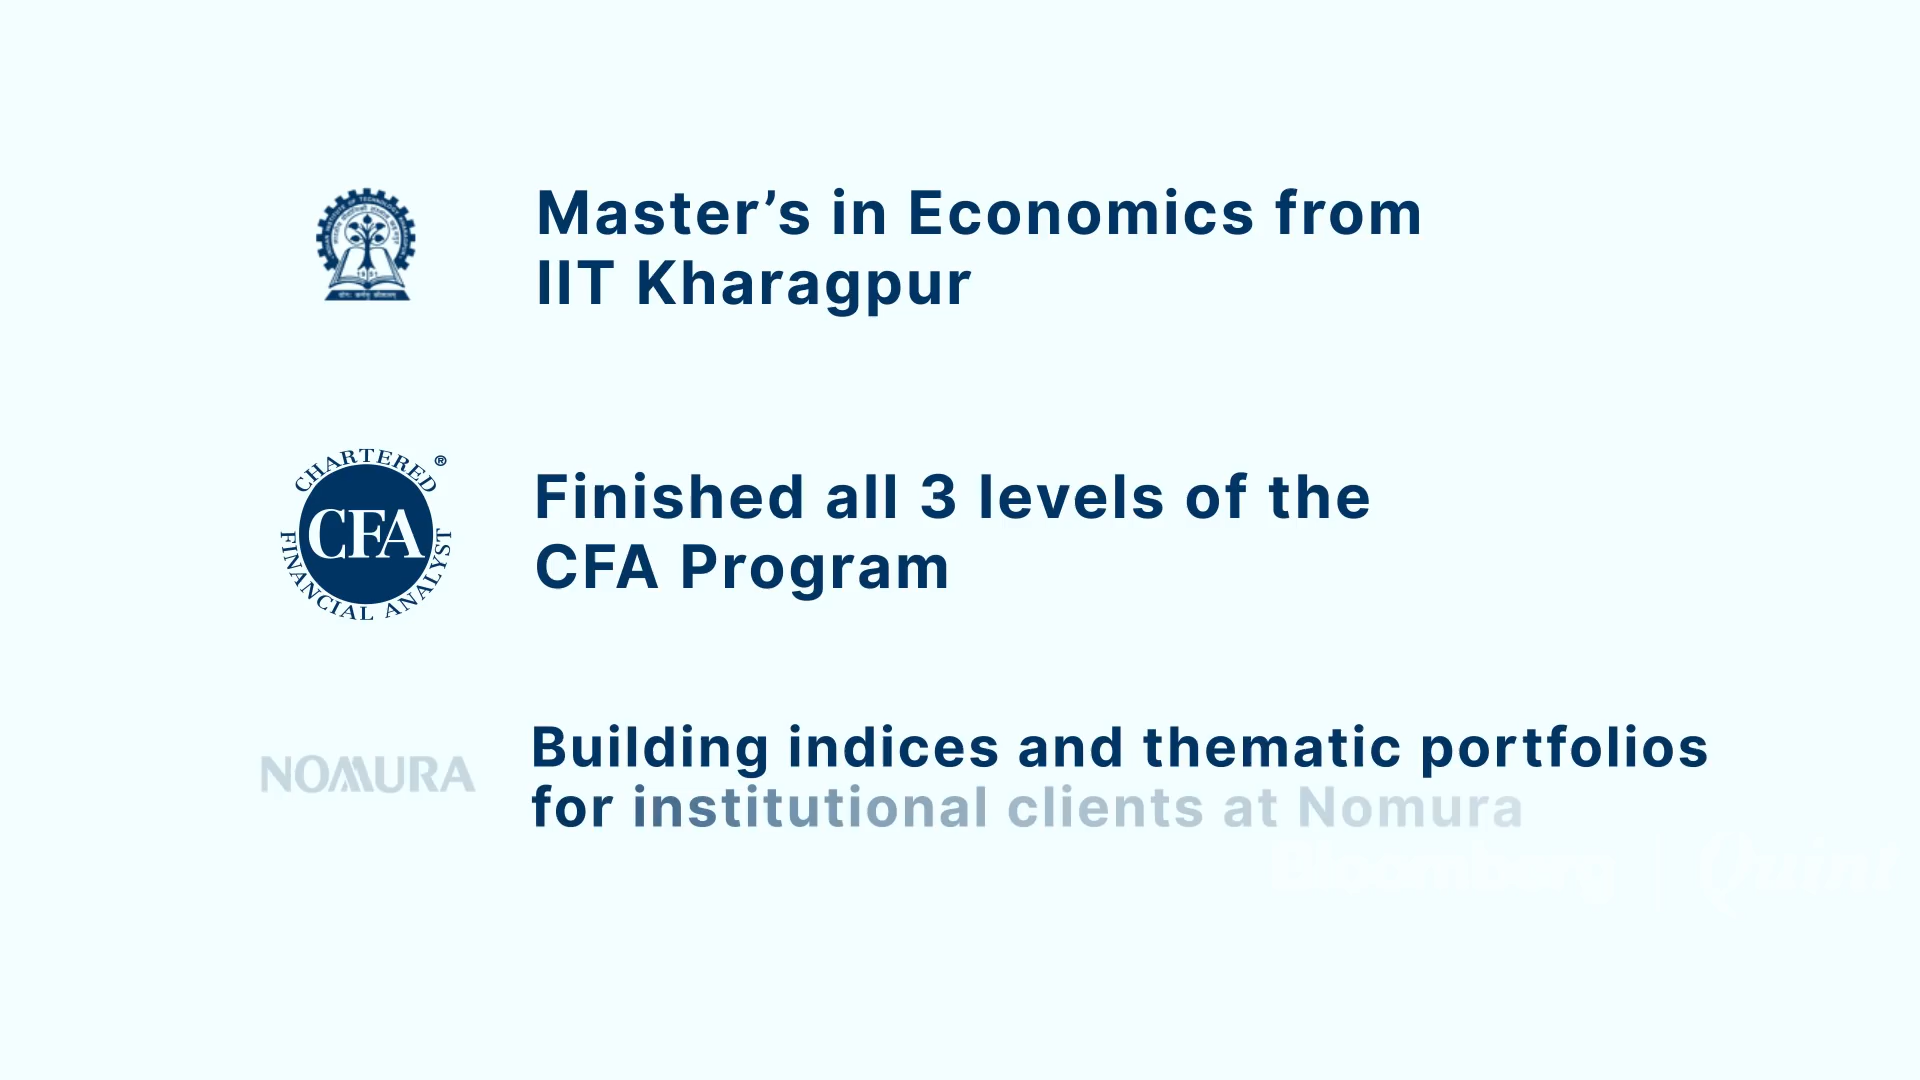 Master’s in Economics from
IIT Kharagpur
CHARTERED ®
CFA
FINANCIAL ANALYST
Finished all 3 levels of the
CFA Program
NOMURA
Building indices and thematic portfolios
for institutional clients at Nomura